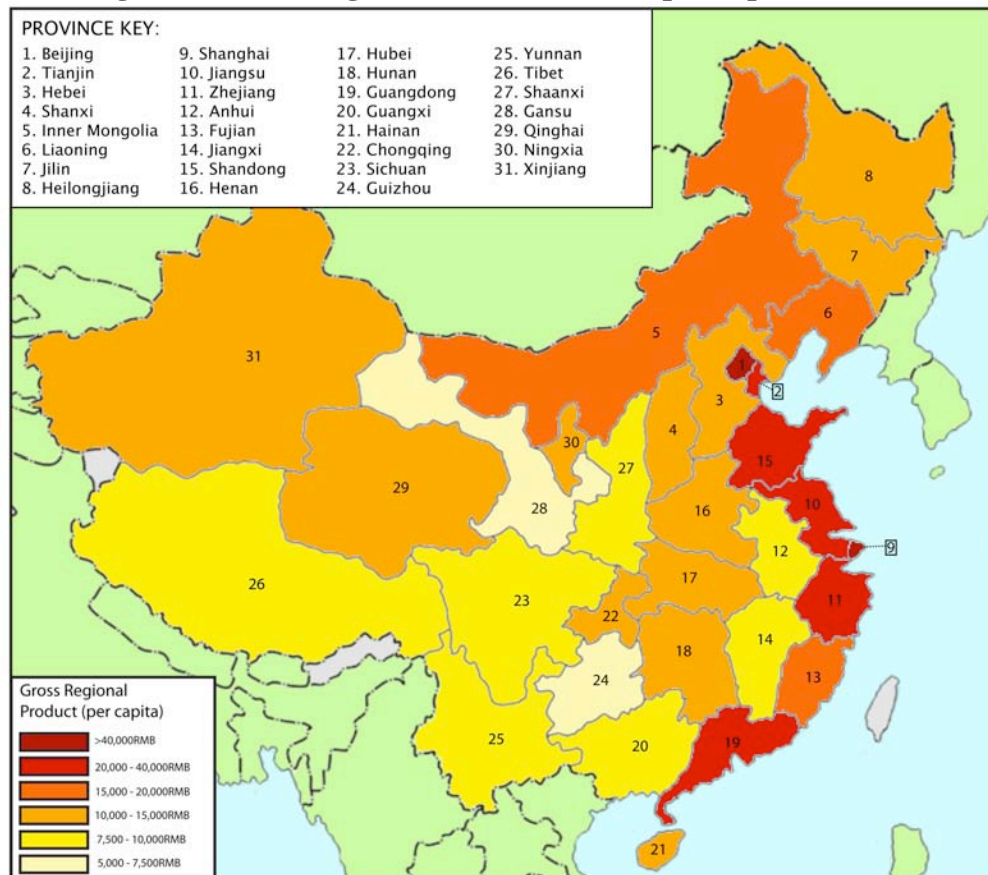 PROVINCE KEY:
1. Beijing
2. Tianjin
3. Hebei
4. Shanxi
5. Inner Mongolia
6. Liaoning
7. Jilin
8. Heilongjiang
9. Shanghai
10. Jiangsu
11. Zhejiang
12. Anhui
13. Fujian
14. Jiangxi
15. Shandong
16. Henan
17. Hubei
18. Hunan
19. Guangdong
20. Guangxi
21. Hainan
22. Chongqing
23. Sichuan
24. Guizhou
25. Yunnan
26. Tibet
27. Shaanxi
28. Gansu
29. Qinghai
30. Ningxia
31. Xinjiang
8
7
6
5
31
1
2
3
4
30
15
27
29
28
16
10
9
12
26
17
23
11
22
14
18
13
24
25
20
19
21
Gross Regional
Product (per capita)
>40,000RMB
20,000 - 40,000RMB
15,000 - 20,000RMB
10,000 - 15,000RMB
7,500 - 10,000RMB
5,000 - 7,500RMB